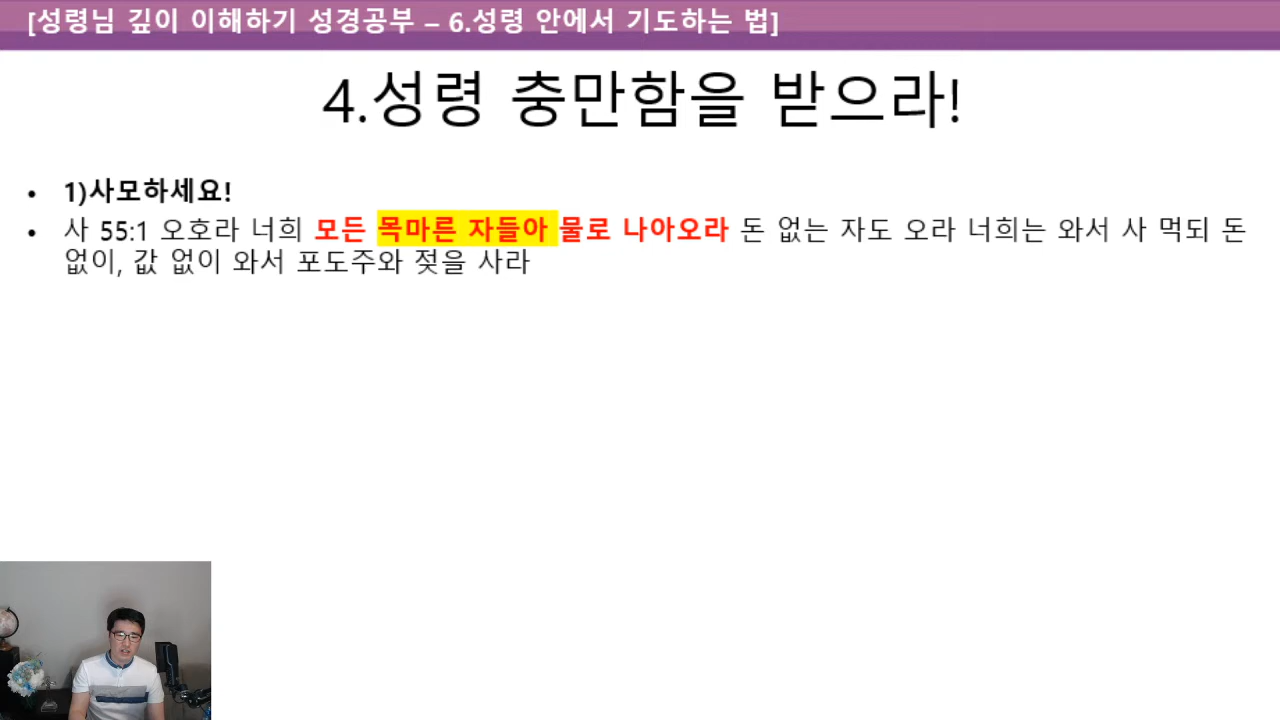 [성령님 깊이 이해하기 성경공부 – 6.성령 안에서 기도하는 법]
4.성령 충만함을 받으라!
• 1)사모하세요!
• 사 55:1 오호라 너희 모든 목마른 자들아 물로 나아오라 돈 없는 자도 오라 너희는 와서 사 먹되 돈
없이, 값 없이 와서 포도주와 젖을 사라